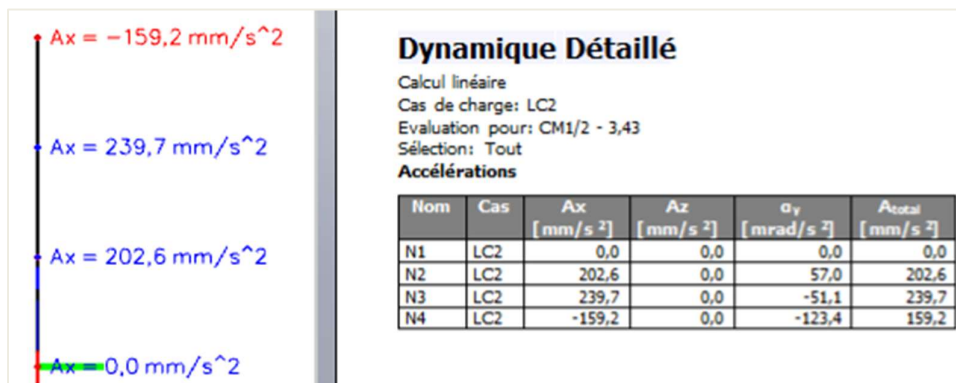 Ax = −159,2 mm/s^2
Ax = 239,7 mm/s^2
Ax = 202,6 mm/s^2
Ax = 0,0 mm/s^2
Dynamique Détaillé
Calcul linéaire
Cas de charge: LC2
Evaluation pour: CM1/2 - 3,43
Sélection: Tout
Accélérations
Nom Cas Ax [mm/s ²] Az [mm/s ²] αy [mrad/s ²] Atotal [mm/s ²]
N1 LC2 0,0 0,0 0,0 0,0
N2 LC2 202,6 0,0 57,0 202,6
N3 LC2 239,7 0,0 -51,1 239,7
N4 LC2 -159,2 0,0 -123,4 159,2